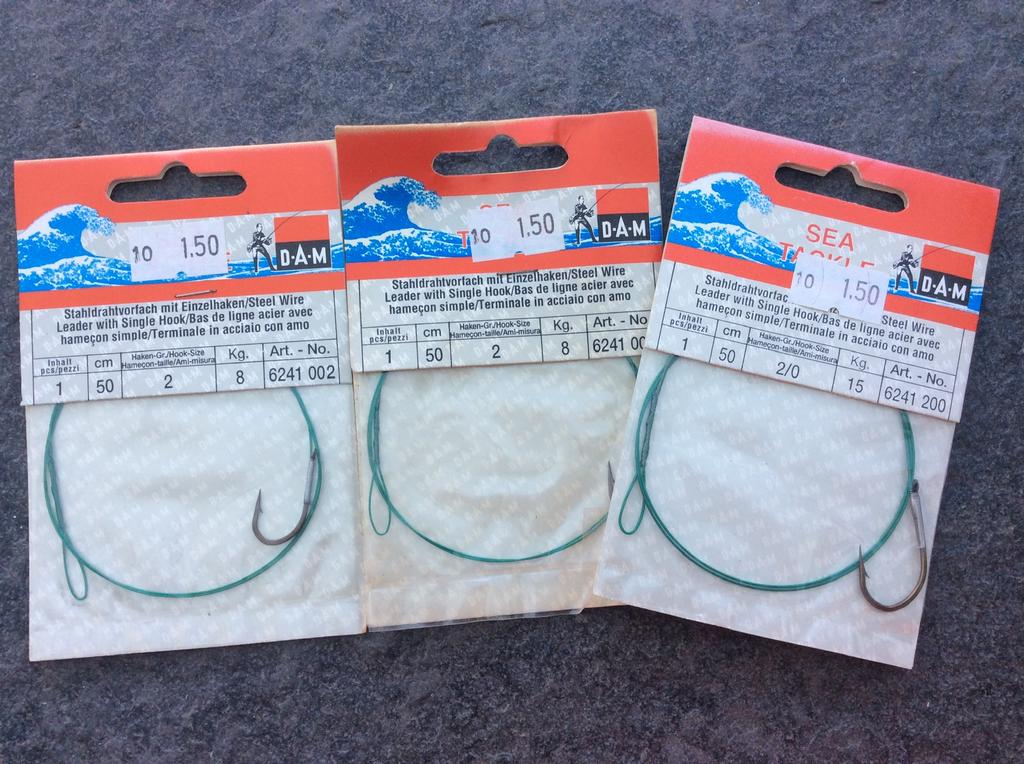 10 1.50
D·A·M
Stahldrahtvorfach mit Einzelhaken/Steel Wire
Leader with Single Hook/Bas de ligne acier avec
hameçon simple/Terminale in acciaio con amo
Inhalt pcs/pezzi cm Haken-Gr./Hook-Size Hameçon-taille/Ami-misura Kg. Art. - No.
1 50 2 8 6241 002
10 1.50
D·A·M
Stahldrahtvorfach mit Einzelhaken/Steel Wire
Leader with Single Hook/Bas de ligne acier avec
hameçon simple/Terminale in acciaio con amo
Inhalt pcs/pezzi cm Haken-Gr./Hook-Size Hameçon-taille/Ami-misura Kg. Art. - No.
1 50 2 8 6241 00
SEA
TACKLE
10 1.50
D·A·M
Stahldrahtvorfac Steel Wire
Leader with Single Hook/Bas de ligne acier avec
hameçon simple/Terminale in acciaio con amo
Inhalt pcs/pezzi cm Haken-Gr./Hook-Size Hameçon-taille/Ami-misura Kg. Art. - No.
1 50 2/0 15 6241 200